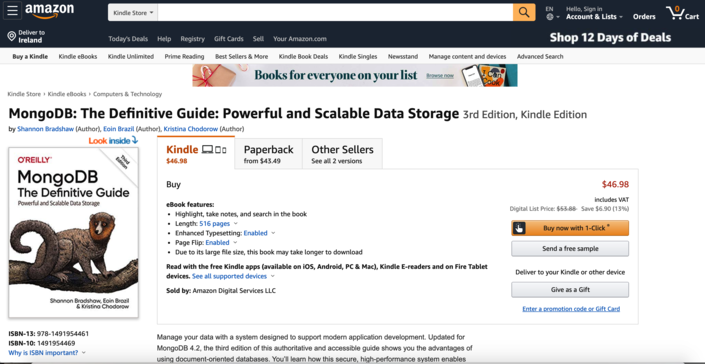 amazon
Kindle Store
EN
Hello, Sign in
Account & Lists
Orders
0
Cart
Deliver to
Ireland
Today's Deals Help Registry Gift Cards Sell Your Amazon.com
Shop 12 Days of Deals
Buy a Kindle Kindle eBooks Kindle Unlimited Prime Reading Best Sellers & More Kindle Book Deals Kindle Singles Newsstand Manage content and devices Advanced Search
Books for everyone on your list Browse now
Kindle Store › Kindle eBooks › Computers & Technology
MongoDB: The Definitive Guide: Powerful and Scalable Data Storage 3rd Edition, Kindle Edition
by Shannon Bradshaw (Author), Eoin Brazil (Author), Kristina Chodorow (Author)
Look inside
O'REILLY®
Third
Edition
MongoDB
The Definitive Guide
Powerful and Scalable Data Storage
Shannon Bradshaw, Eoin Brazil
& Kristina Chodorow
ISBN-13: 978-1491954461
ISBN-10: 1491954469
Why is ISBN important?
Kindle
$46.98
Paperback
from $43.49
Other Sellers
See all 2 versions
Buy
$46.98
includes VAT
Digital List Price: $53.88 Save $6.90 (13%)
eBook features:
• Highlight, take notes, and search in the book
• Length: 516 pages
• Enhanced Typesetting: Enabled
• Page Flip: Enabled
• Due to its large file size, this book may take longer to download
Read with the free Kindle apps (available on iOS, Android, PC & Mac), Kindle E-readers and on Fire Tablet
devices. See all supported devices
Sold by: Amazon Digital Services LLC
Buy now with 1-Click ®
Send a free sample
Deliver to your Kindle or other device
Give as a Gift
Enter a promotion code or Gift Card
Manage your data with a system designed to support modern application development. Updated for
MongoDB 4.2, the third edition of this authoritative and accessible guide shows you the advantages of
using document-oriented databases. You'll learn how this secure, high-performance system enables